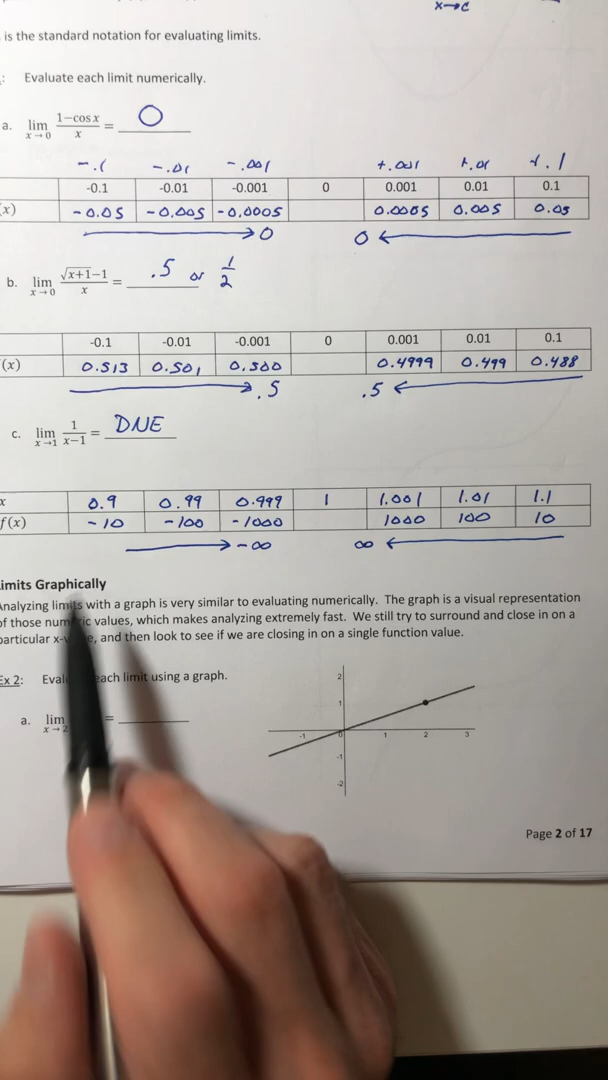 x→c
is the standard notation for evaluating limits.
: Evaluate each limit numerically.
a. lim x→0 1−cos x / x = 0
-.1 -.01 -.001 +.001 +.01 +.1
-0.1 -0.01 -0.001 0 0.001 0.01 0.1
(x) -0.05 -0.005 -0.0005 0.0005 0.005 0.05
→0 0←
b. lim x→0 √x+1−1 / x = .5 or 1/2
-0.1 -0.01 -0.001 0 0.001 0.01 0.1
(x) 0.513 0.501 0.500 0.4999 0.499 0.488
→.5 .5←
c. lim x→1 1 / x−1 = DNE
x 0.9 0.99 0.999 1 1.001 1.01 1.1
f(x) -10 -100 -1000 1000 100 10
→-∞ ∞←
Limits Graphically
Analyzing limits with a graph is very similar to evaluating numerically. The graph is a visual representation
of those numeric values, which makes analyzing extremely fast. We still try to surround and close in on a
particular x-value, and then look to see if we are closing in on a single function value.
Ex 2: Eval each limit using a graph.
a. lim x→2 =
2
1
-1 0 1 2 3
-1
-2
Page 2 of 17